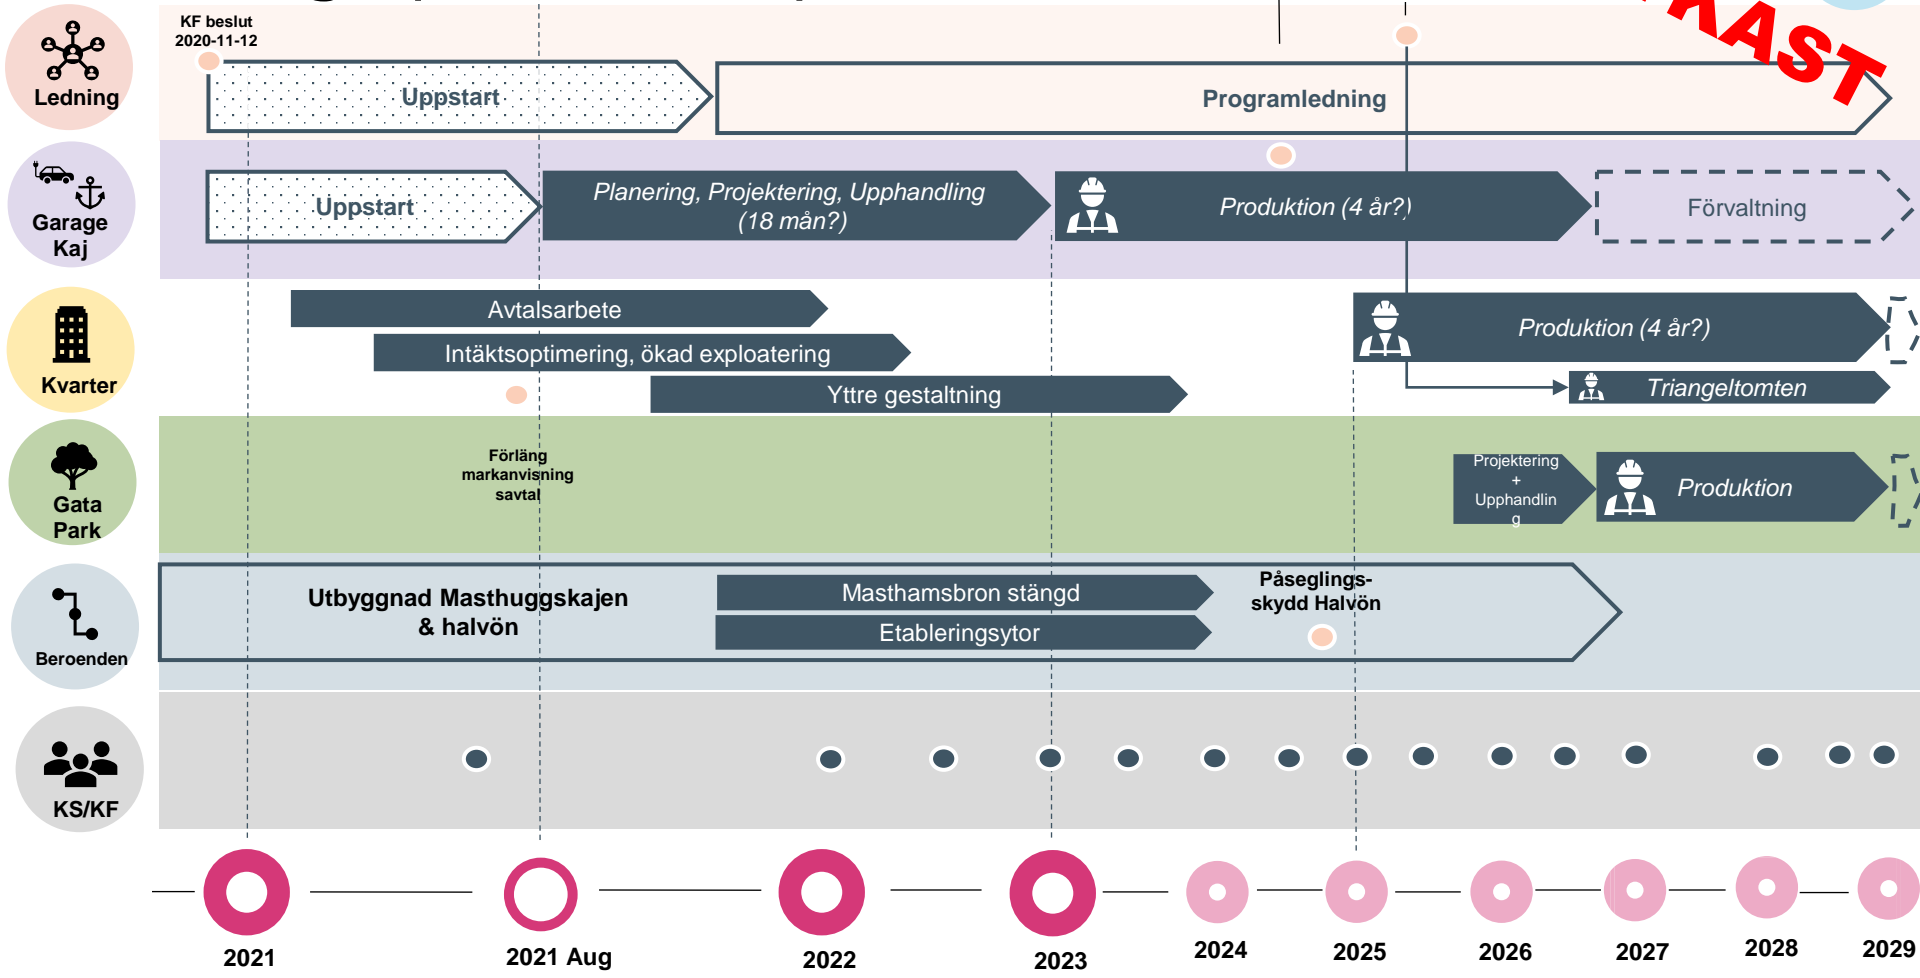 KF beslut
2020-11-12
KAST
Ledning
Uppstart
Programledning
Garage
Kaj
Uppstart
Planering, Projektering, Upphandling
(18 mån?)
Produktion (4 år?)
Förvaltning
Kvarter
Avtalsarbete
Intäktsoptimering, ökad exploatering
Yttre gestaltning
Produktion (4 år?)
Triangeltomten
Gata
Park
Förläng
markanvisning
savtal
Projektering
+
Upphandlin
g
Produktion
Beroenden
Utbyggnad Masthuggskajen
& halvön
Masthamsbron stängd
Etableringsytor
Påseglings-
skydd Halvön
KS/KF
2021
2021 Aug
2022
2023
2024
2025
2026
2027
2028
2029